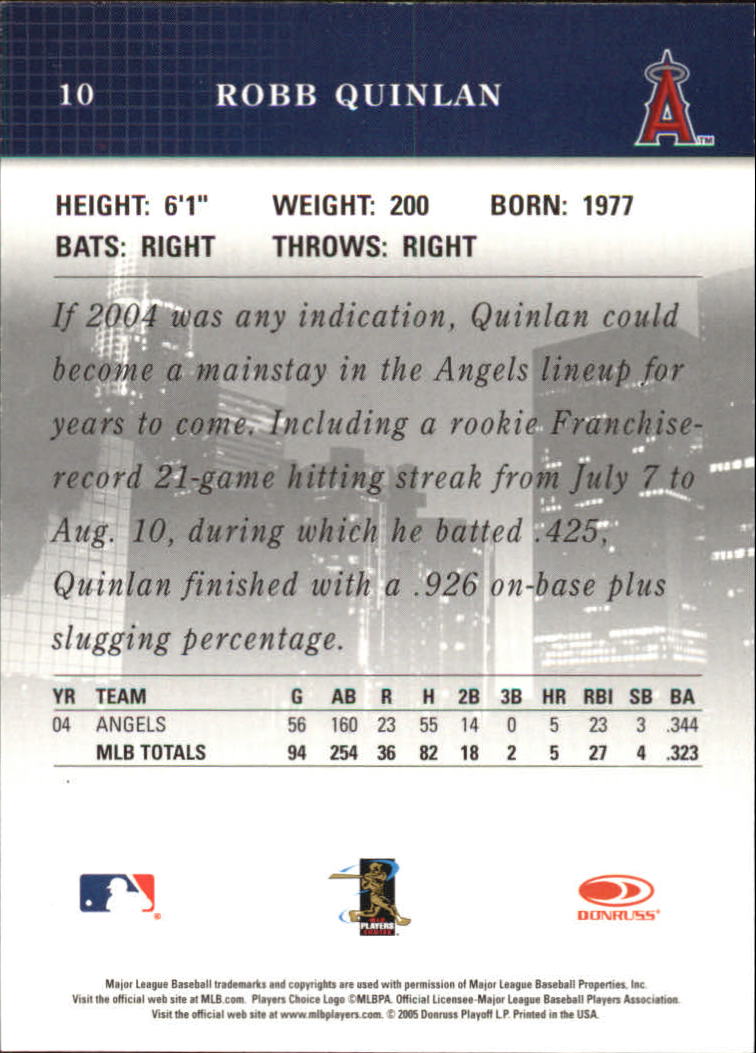 10 ROBB QUINLAN
A TM
HEIGHT: 6'1" WEIGHT: 200 BORN: 1977
BATS: RIGHT THROWS: RIGHT
If 2004 was any indication, Quinlan could
become a mainstay in the Angels lineup for
years to come. Including a rookie Franchise-
record 21-game hitting streak from July 7 to
Aug. 10, during which he batted .425,
Quinlan finished with a .926 on-base plus
slugging percentage.
YR TEAM G AB R H 2B 3B HR RBI SB BA
04 ANGELS 56 160 23 55 14 0 5 23 3 .344
MLB TOTALS 94 254 36 82 18 2 5 27 4 .323
PLAYERS
CHOICE
DONRUSS®
Major League Baseball trademarks and copyrights are used with permission of Major League Baseball Properties, Inc.
Visit the official web site at MLB.com. Players Choice Logo ©MLBPA. Official Licensee-Major League Baseball Players Association.
Visit the official web site at www.mlbplayers.com. © 2005 Donruss Playoff L.P. Printed in the USA.